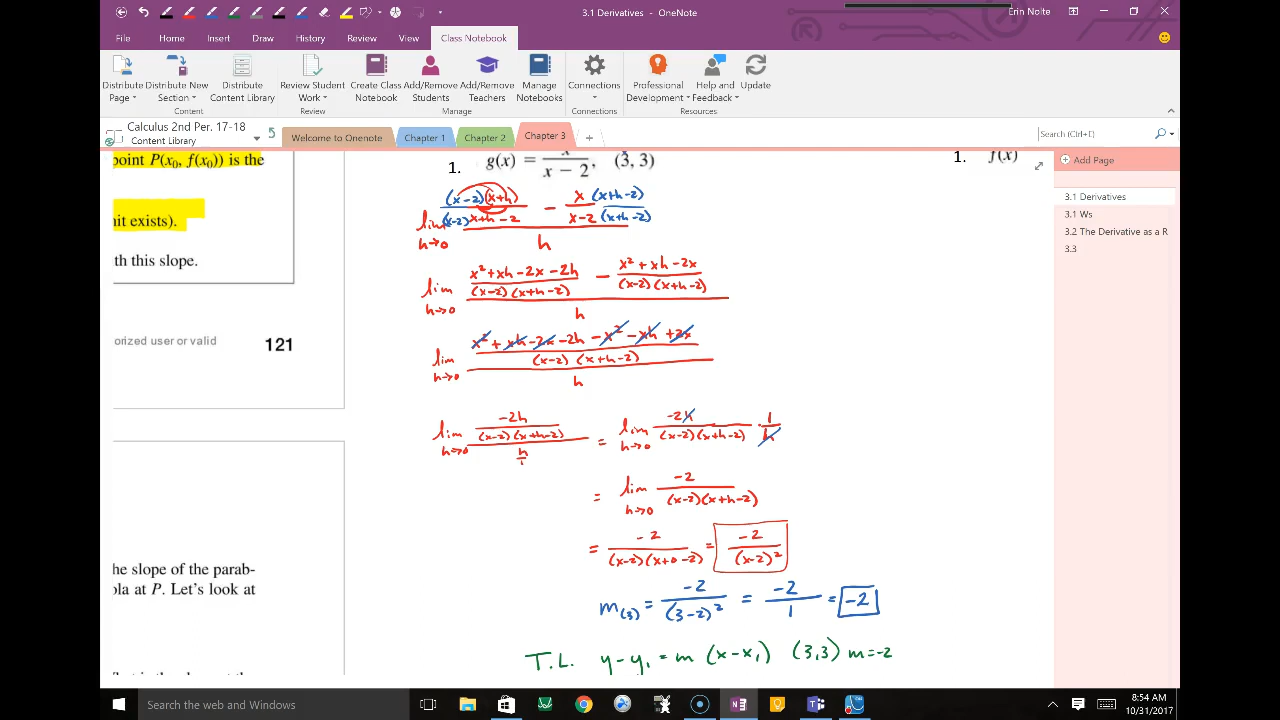 3.1 Derivatives - OneNote
Erin Nolte
File Home Insert Draw History Review View Class Notebook
Distribute Page Distribute New Section Distribute Content Library Review Student Work Create Class Notebook Add/Remove Students Add/Remove Teachers Manage Notebooks Connections Professional Development Help and Feedback Update
Content Manage Connections Resources
Calculus 2nd Per. 17-18
Content Library
Welcome to Onenote Chapter 1 Chapter 2 Chapter 3 +
Search (Ctrl+E)
Add Page
3.1 Derivatives
3.1 Ws
3.2 The Derivative as a R
3.3
point P(x₀, f(x₀)) is the
nit exists).
th this slope.
orized user or valid 121
he slope of the parab-
ola at P. Let's look at
1. g(x) = x/(x - 2), (3, 3)
1. f(x)
lim h→0 ((x-2)(x+h)/((x-2)(x+h-2)) - x(x+h-2)/((x-2)(x+h-2)))/h
lim h→0 ((x²+xh-2x-2h)/((x-2)(x+h-2)) - (x²+xh-2x)/((x-2)(x+h-2)))/h
lim h→0 ((x²+xh-2x-2h-x²-xh+2x)/((x-2)(x+h-2)))/h
lim h→0 (-2h/((x-2)(x+h-2)))/(h/1) = lim h→0 -2h/((x-2)(x+h-2)) · 1/h
= lim h→0 -2/((x-2)(x+h-2))
= -2/((x-2)(x+0-2)) = -2/(x-2)²
m(3) = -2/(3-2)² = -2/1 = -2
T.L. y-y₁ = m (x-x₁) (3,3) m=-2
Search the web and Windows
8:54 AM
10/31/2017